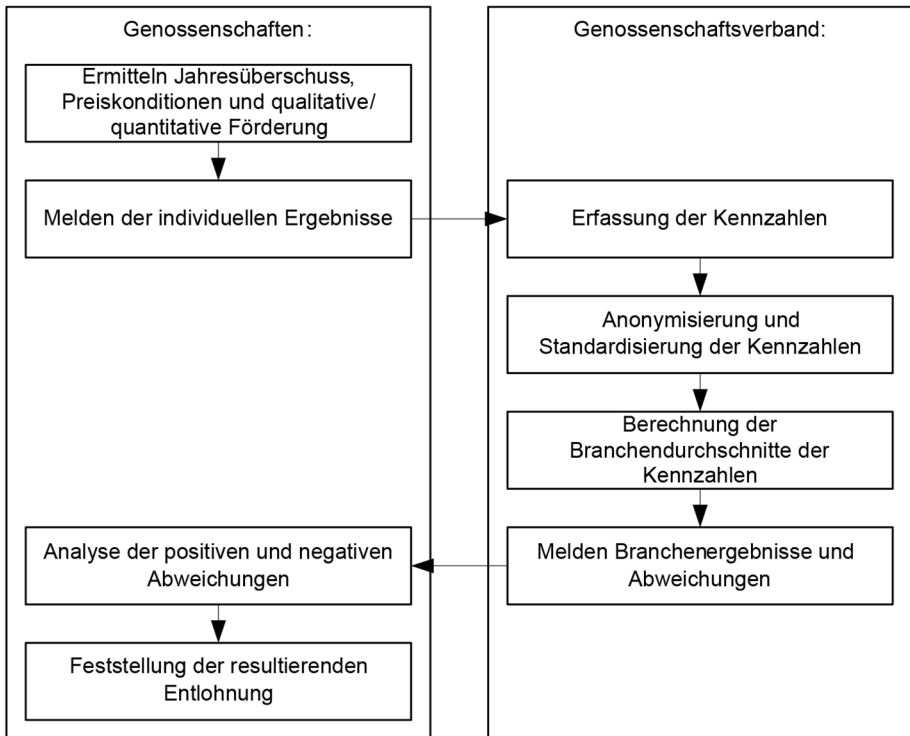 Genossenschaften:
Ermitteln Jahresüberschuss,
Preiskonditionen und qualitative/
quantitative Förderung
Melden der individuellen Ergebnisse
Analyse der positiven und negativen
Abweichungen
Feststellung der resultierenden
Entlohnung
Genossenschaftsverband:
Erfassung der Kennzahlen
Anonymisierung und
Standardisierung der Kennzahlen
Berechnung der
Branchendurchschnitte der
Kennzahlen
Melden Branchenergebnisse und
Abweichungen